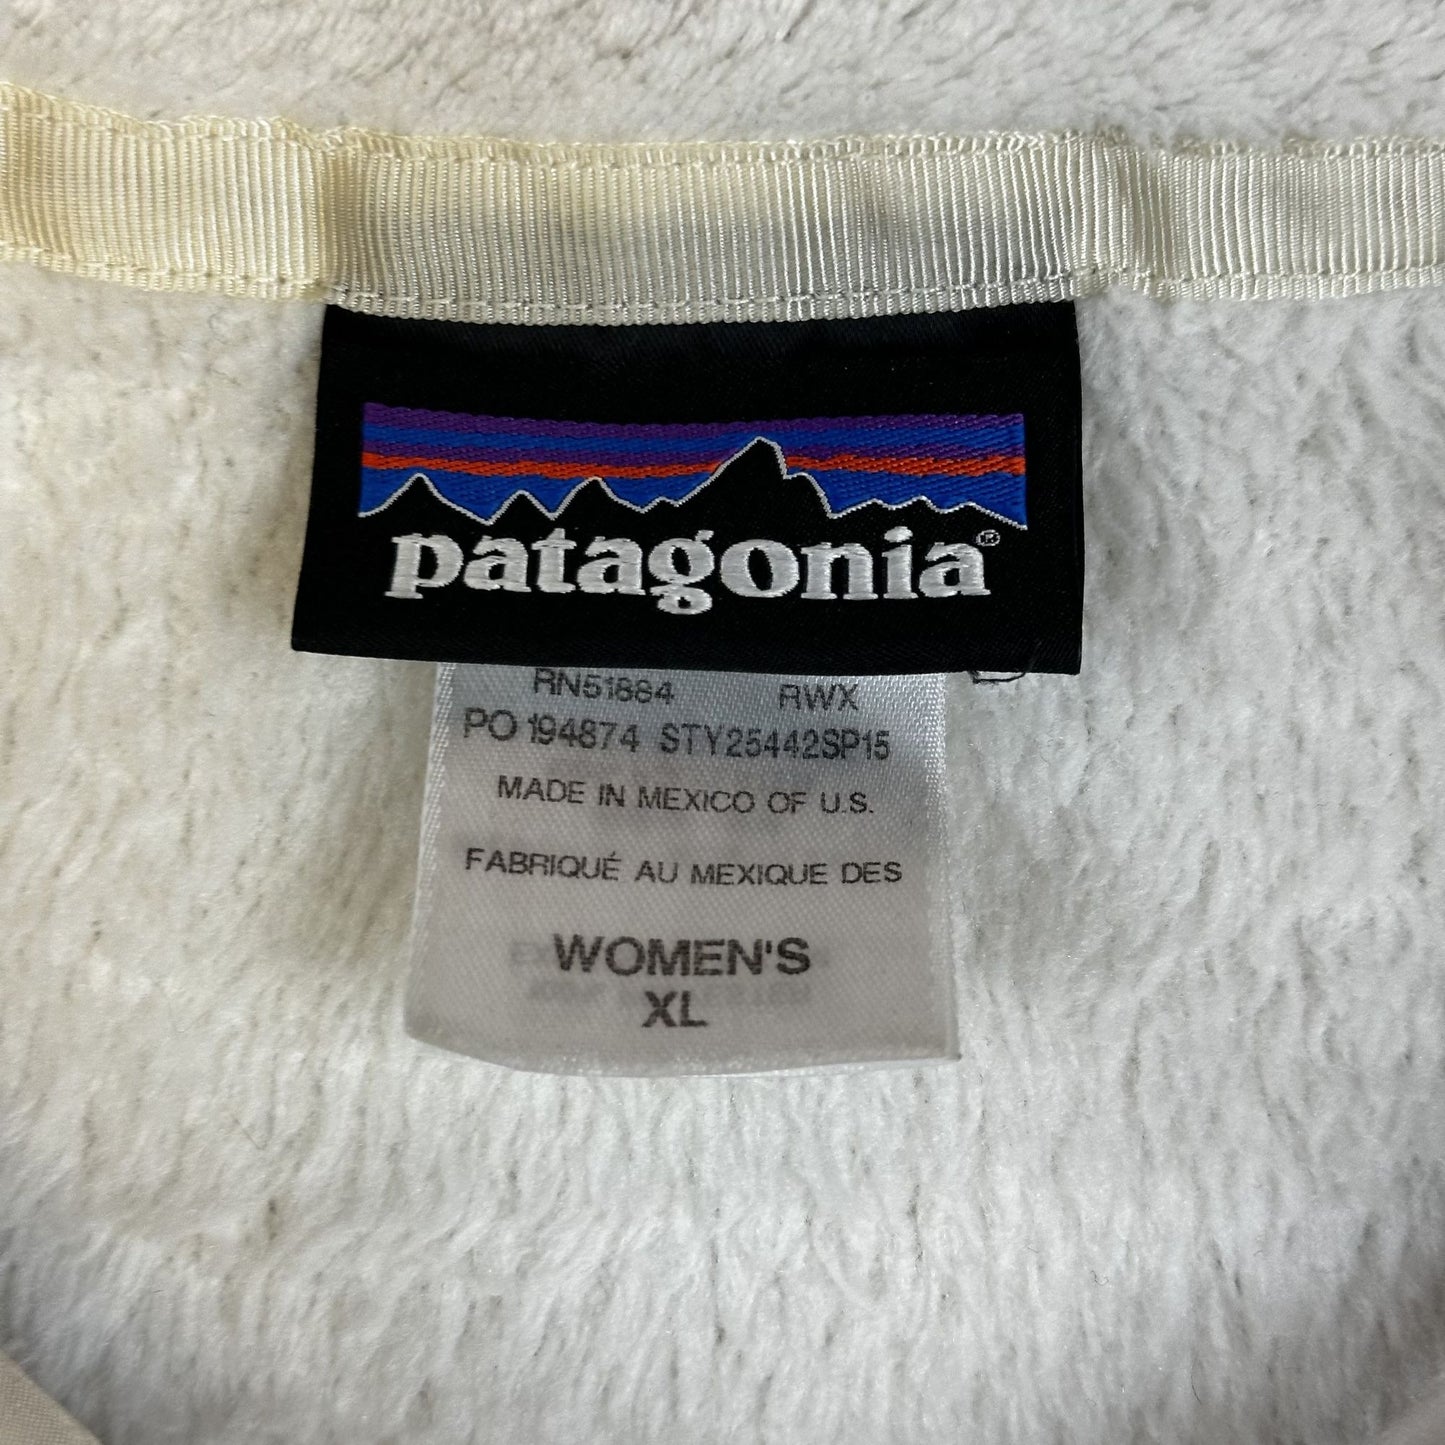 patagonia®
RN51884 RWX
PO 194874 STY25442SP15
MADE IN MEXICO OF U.S.
FABRIQUÉ AU MEXIQUE DES
WOMEN'S
XL